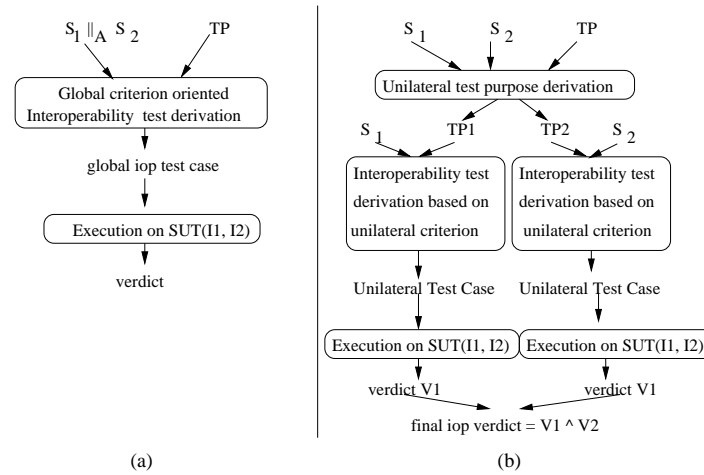 S1 ||A S2 TP
Global criterion oriented
Interoperability test derivation
global iop test case
Execution on SUT(I1, I2)
verdict
(a)
S1 S2 TP
Unilateral test purpose derivation
S1 TP1 TP2 S2
Interoperability test
derivation based on
unilateral criterion
Interoperability test
derivation based on
unilateral criterion
Unilateral Test Case
Unilateral Test Case
Execution on SUT(I1, I2)
Execution on SUT(I1, I2)
verdict V1
verdict V1
final iop verdict = V1 ^ V2
(b)